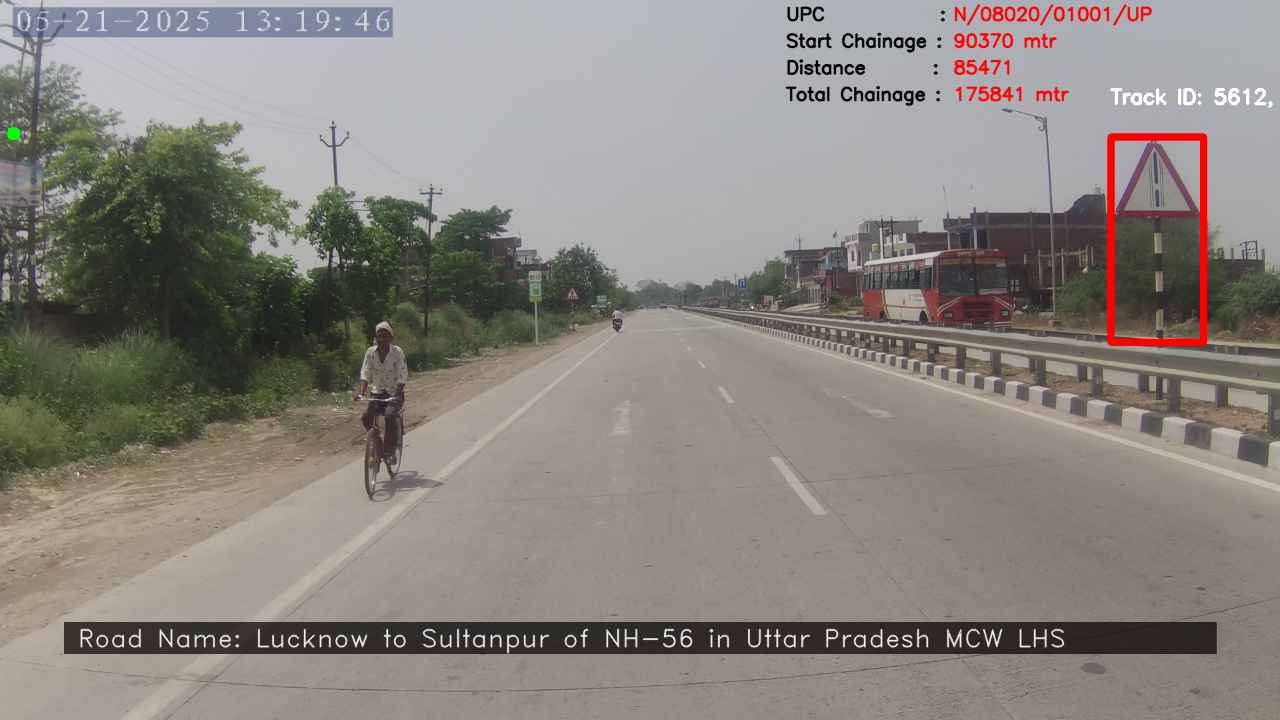 05-21-2025 13:19:46
UPC : N/08020/01001/UP
Start Chainage : 90370 mtr
Distance : 85471
Total Chainage : 175841 mtr
Track ID: 5612,
Road Name: Lucknow to Sultanpur of NH-56 in Uttar Pradesh MCW LHS